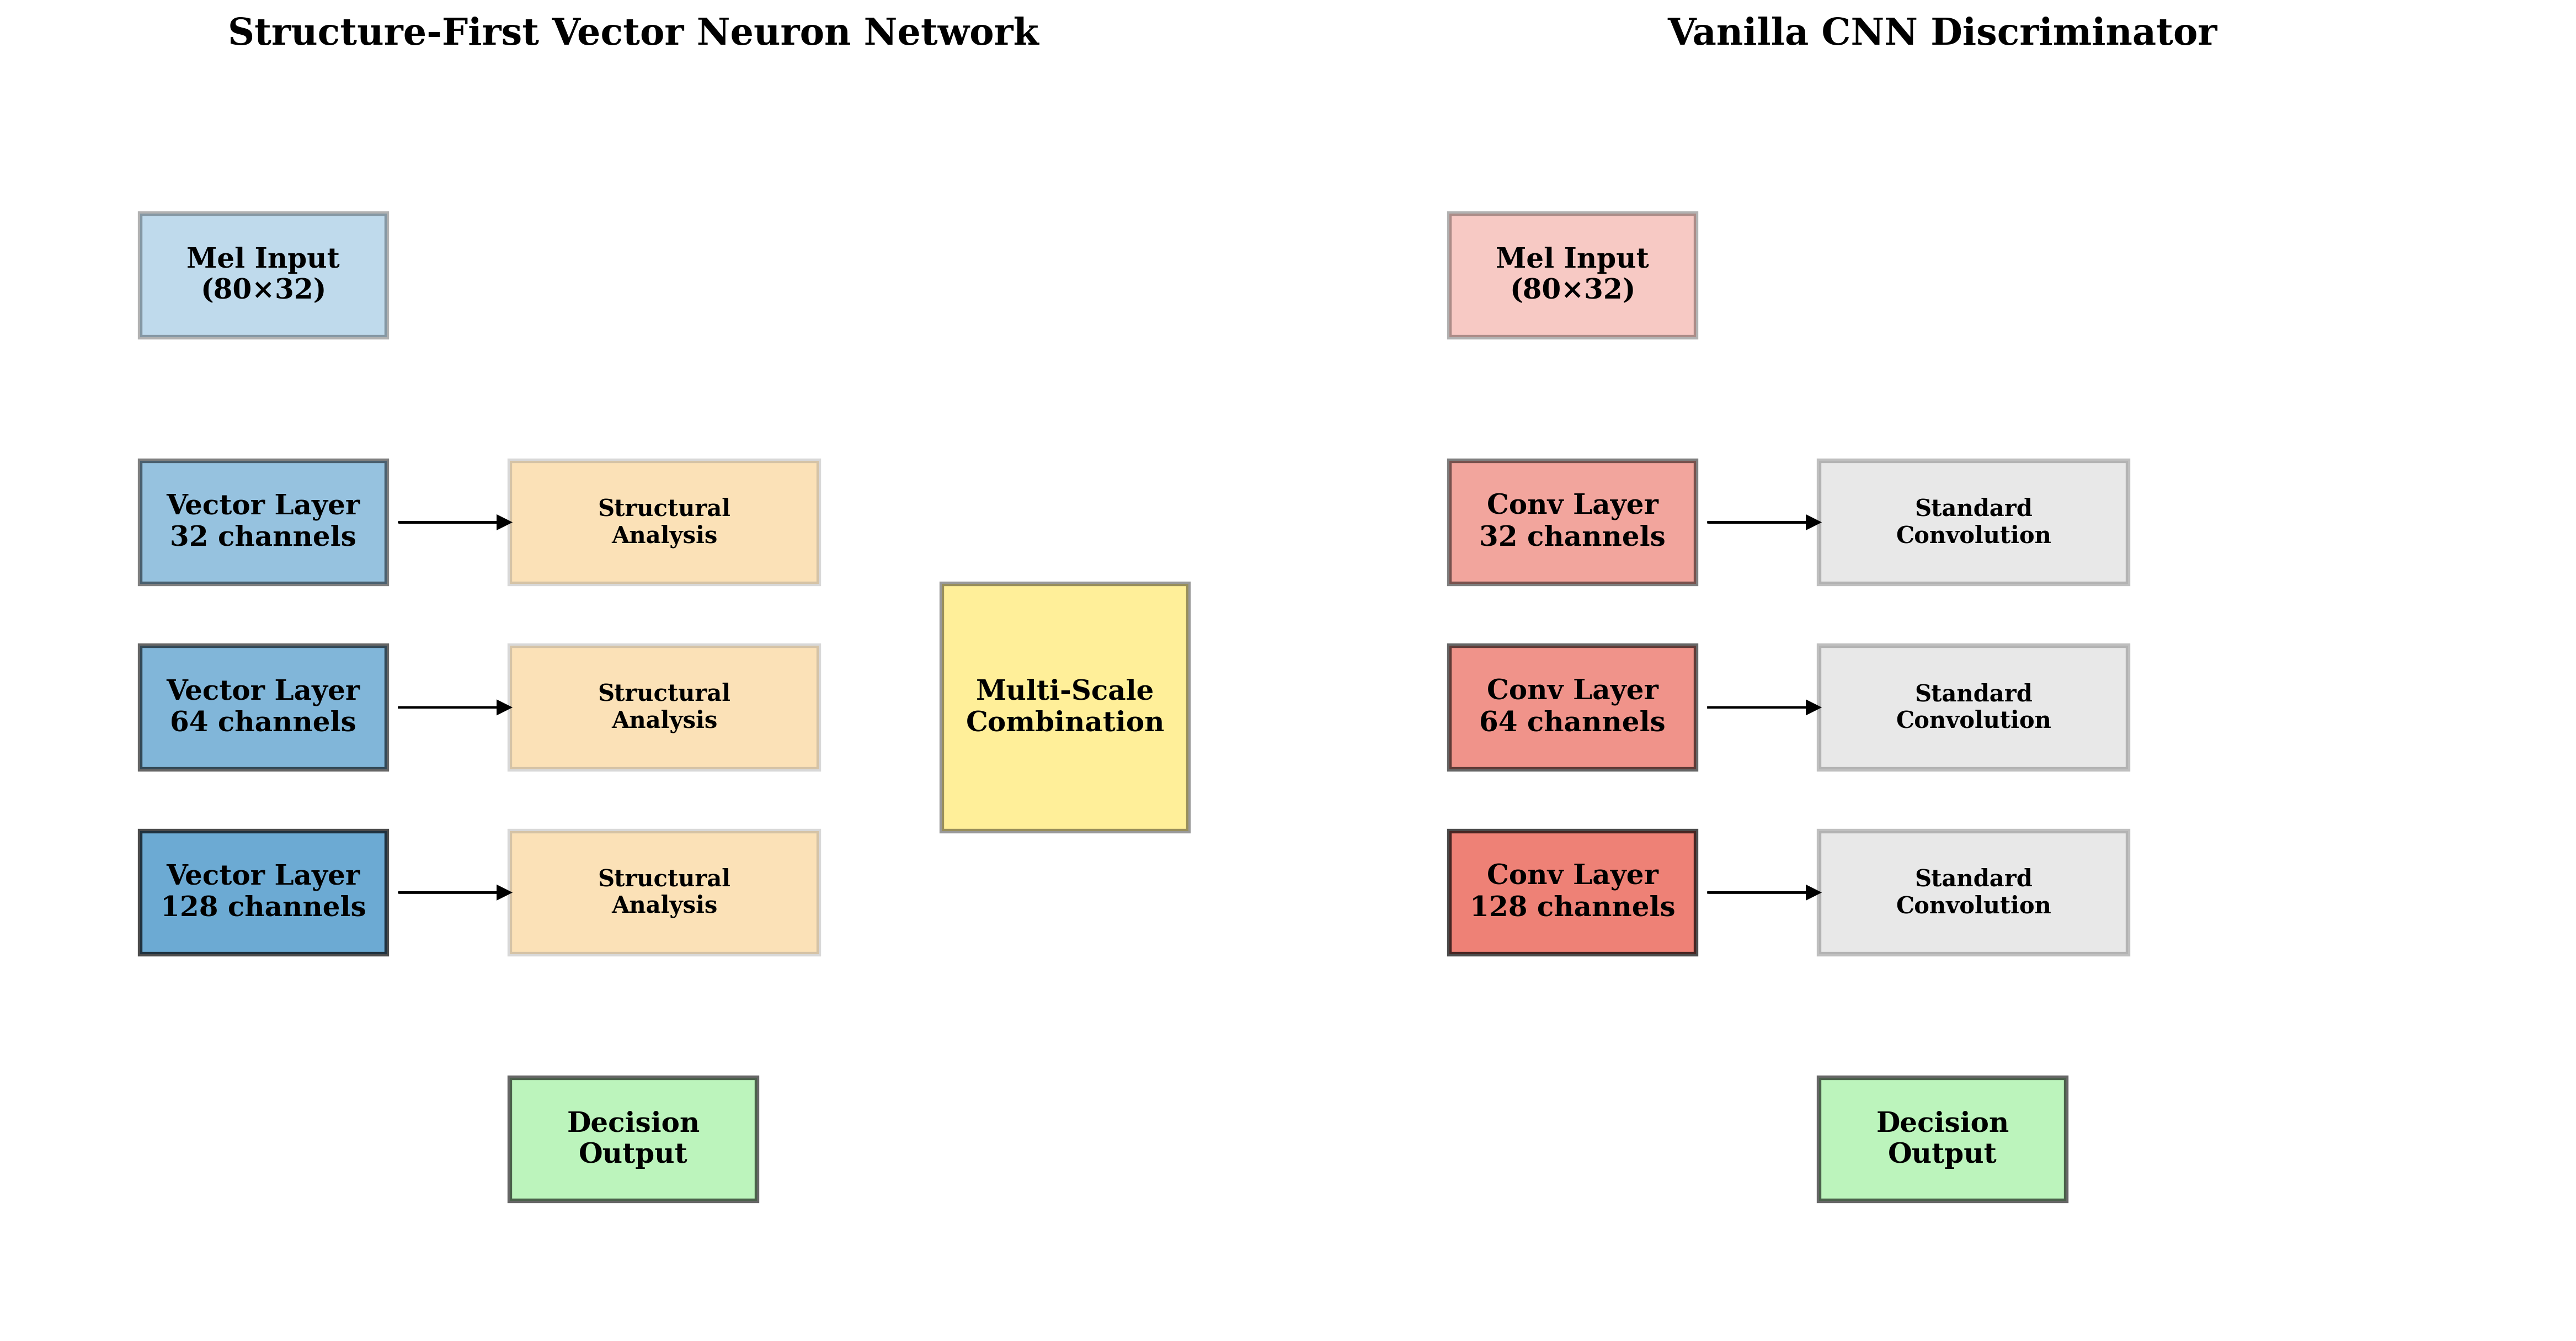 Structure-First Vector Neuron Network
Mel Input
(80×32)
Vector Layer
32 channels
Structural
Analysis
Vector Layer
64 channels
Structural
Analysis
Multi-Scale
Combination
Vector Layer
128 channels
Structural
Analysis
Decision
Output
Vanilla CNN Discriminator
Mel Input
(80×32)
Conv Layer
32 channels
Standard
Convolution
Conv Layer
64 channels
Standard
Convolution
Conv Layer
128 channels
Standard
Convolution
Decision
Output